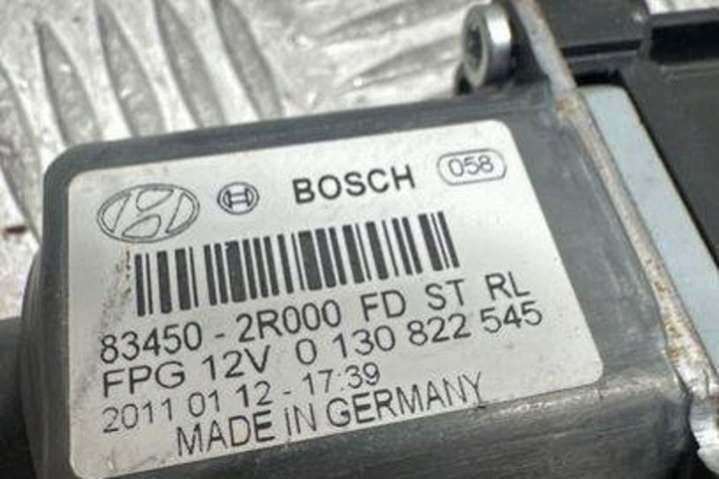 BOSCH 058
83450-2R000 FD ST RL
FPG 12V 0 130 822 545
2011 01 12-17:39
MADE iN GERMANY